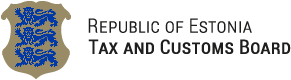 Republic of Estonia
Tax and Customs Board